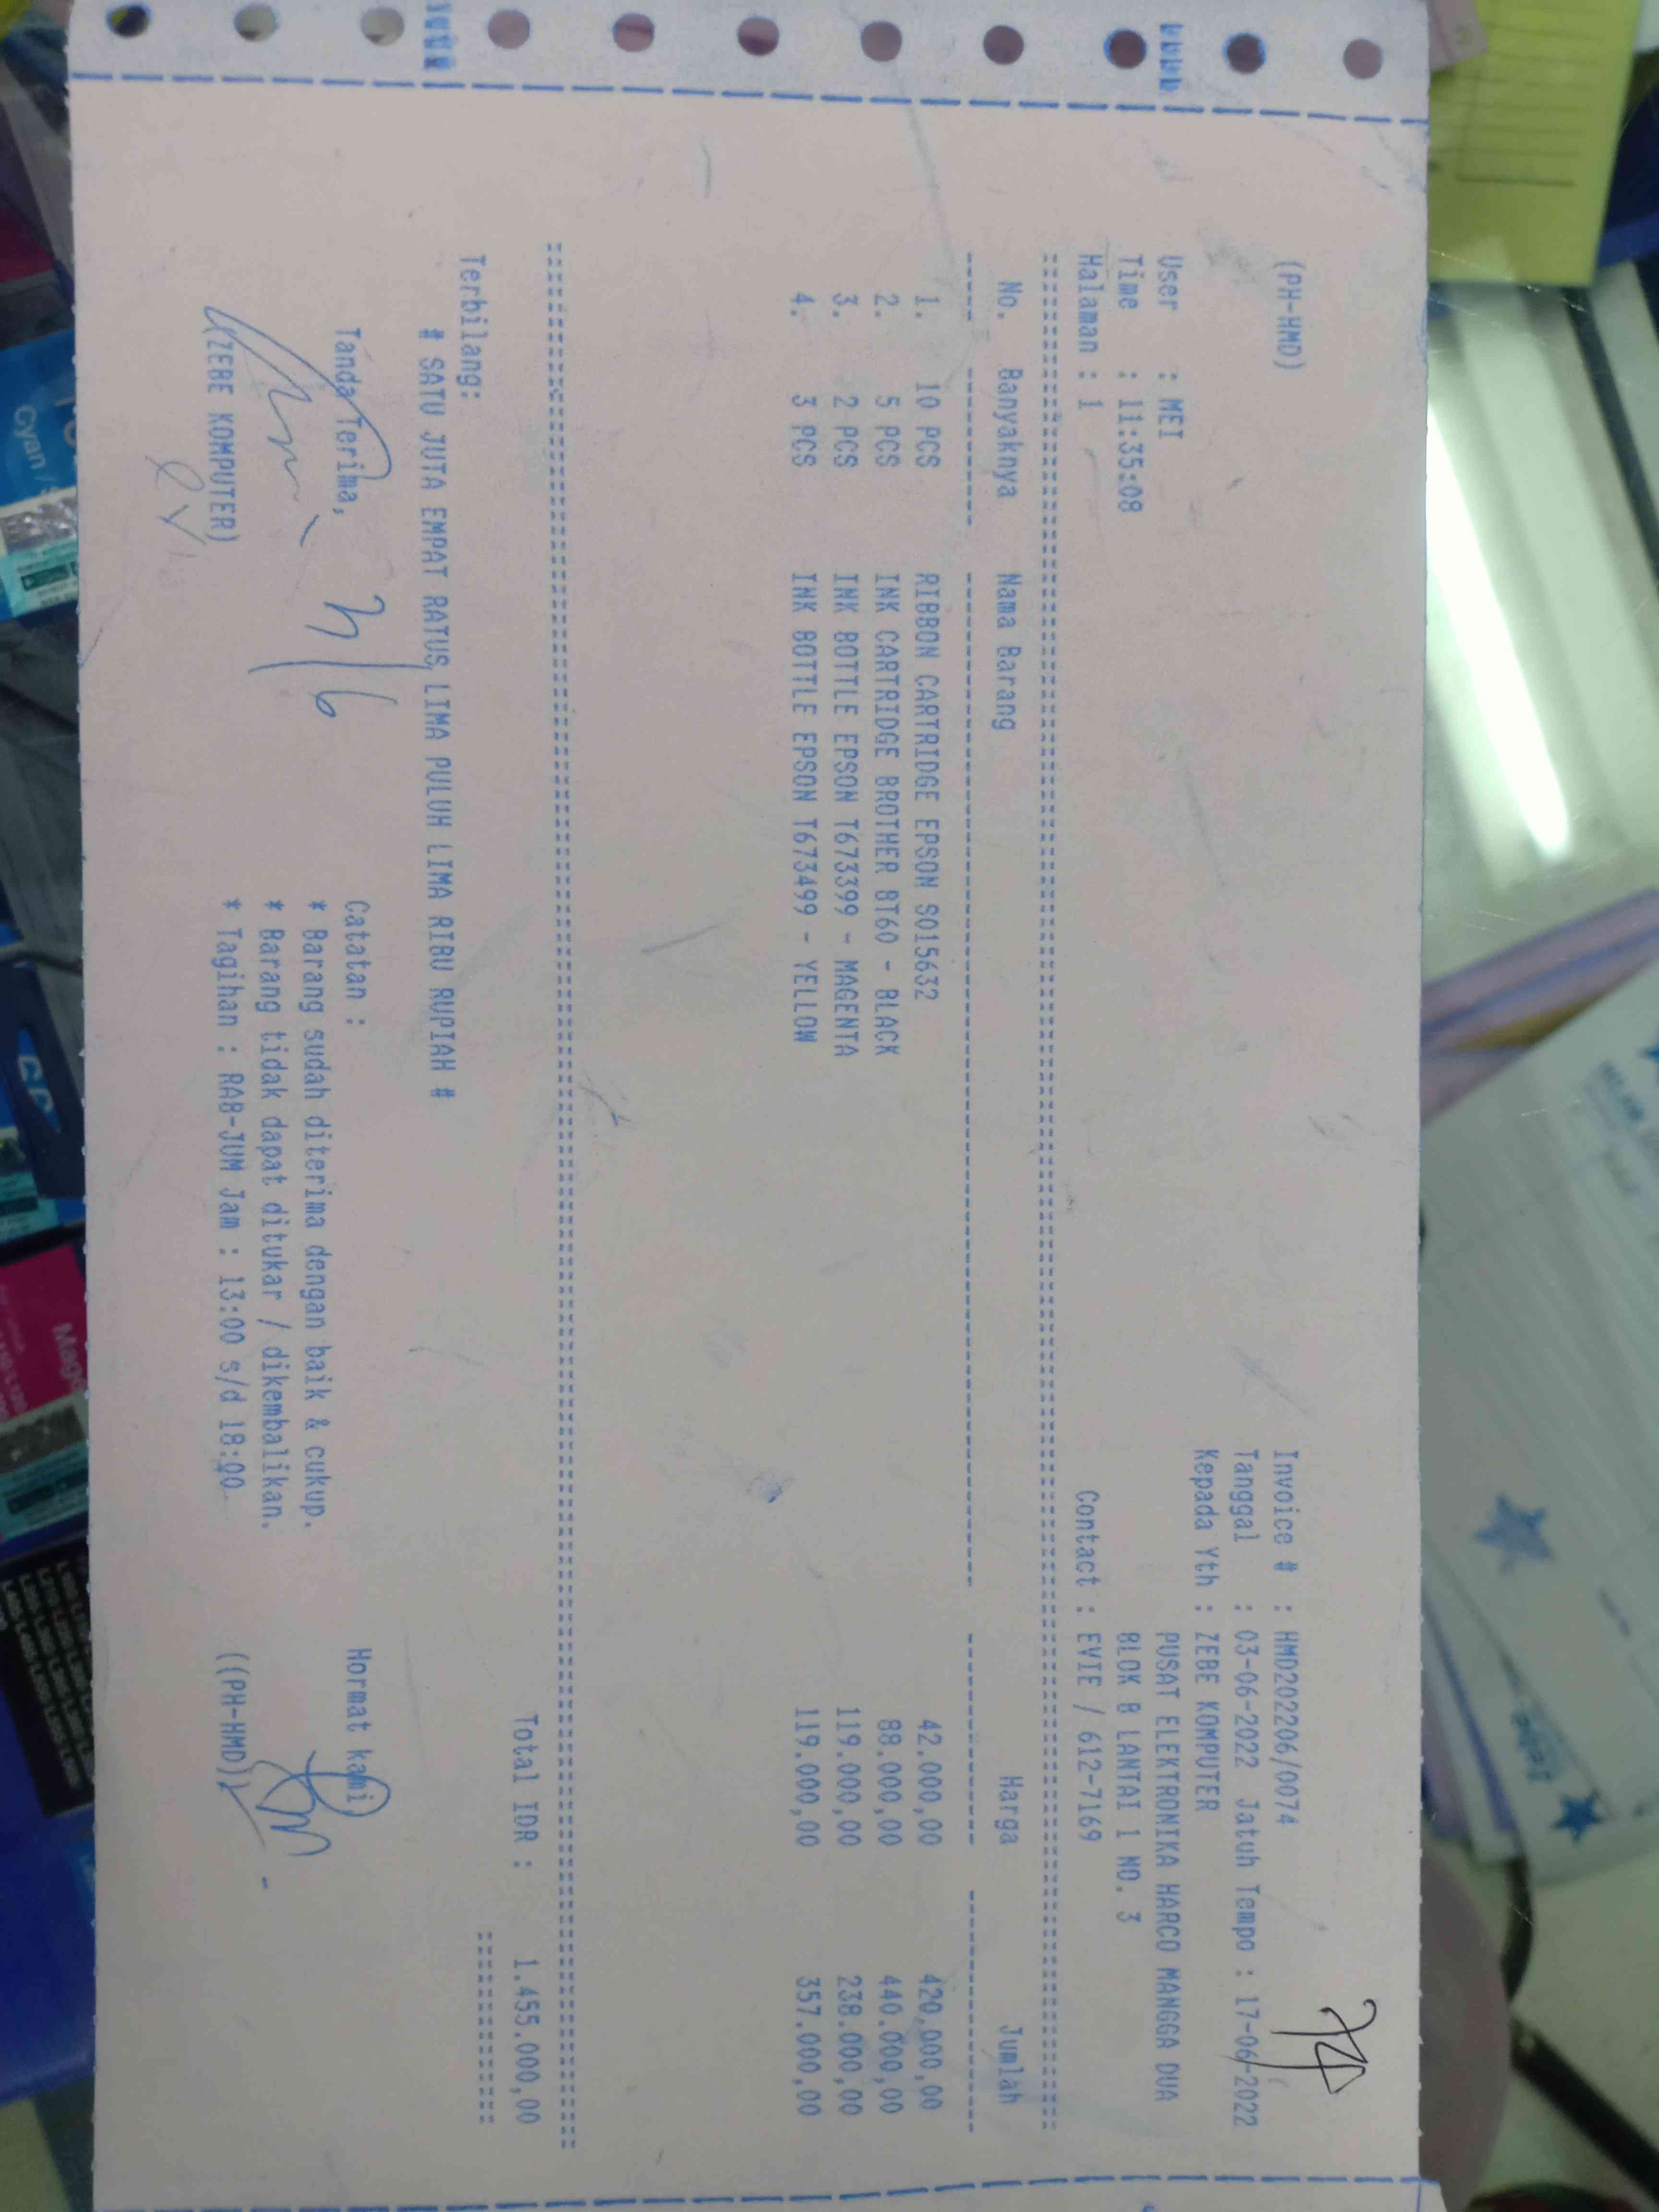 (PH-HMD)
Invoice # : HMD202206/0074
Tanggal : 03-06-2022 Jatuh Tempo : 17-06-2022
Kepada Yth : ZEBE KOMPUTER
User : MEI
PUSAT ELEKTRONIKA HARCO MANGGA DUA
Time : 11:35:08
BLOK B LANTAI 1 NO. 3
Halaman : 1
Contact : EVIE / 612-7169
No. Banyaknya Nama Barang Harga Jumlah
1. 10 PCS RIBBON CARTRIDGE EPSON S015632 42.000,00 420.000,00
2. 5 PCS INK CARTRIDGE BROTHER BT60 - BLACK 88.000,00 440.000,00
3. 2 PCS INK BOTTLE EPSON T673399 - MAGENTA 119.000,00 238.000,00
4. 3 PCS INK BOTTLE EPSON T673499 - YELLOW 119.000,00 357.000,00
Total IDR : 1.455.000,00
Terbilang:
# SATU JUTA EMPAT RATUS LIMA PULUH LIMA RIBU RUPIAH #
Tanda Terima, Catatan : Hormat kami
* Barang sudah diterima dengan baik & cukup.
3/6
* Barang tidak dapat ditukar / dikembalikan.
(ZEBE KOMPUTER) * Tagihan : RAB-JUM Jam : 13:00 s/d 18:00 ((PH-HMD))
Cyan